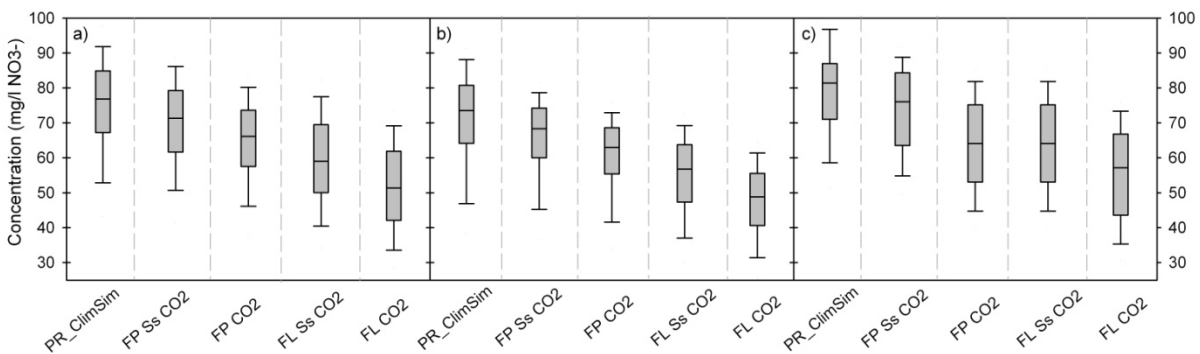 Concentration (mg/l NO3-)
100
90
80
70
60
50
40
30
a)
b)
c)
100
90
80
70
60
50
40
30
PR_ClimSim
FP Ss CO2
FP CO2
FL Ss CO2
FL CO2
PR_ClimSim
FP Ss CO2
FP CO2
FL Ss CO2
FL CO2
PR_ClimSim
FP Ss CO2
FP CO2
FL Ss CO2
FL CO2